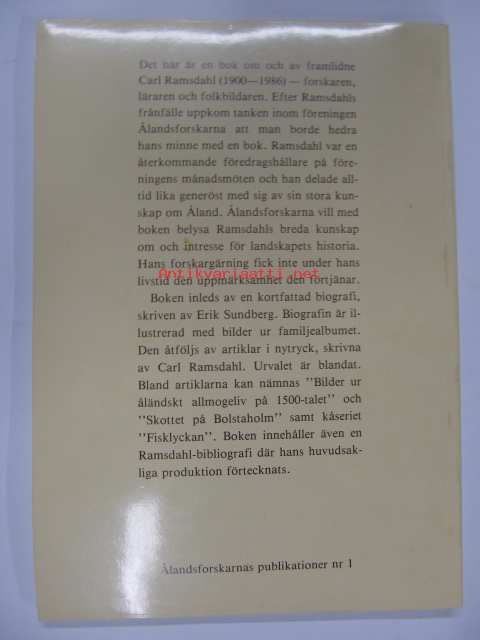 Det här är en bok om och av framlidne
Carl Ramsdahl (1900—1986) — forskaren,
läraren och folkbildaren. Efter Ramsdahls
frånfälle uppkom tanken inom föreningen
Ålandsforskarna att man borde hedra
hans minne med en bok. Ramsdahl var en
återkommande föredragshållare på före-
ningens månadsmöten och han delade all-
tid lika generöst med sig av sin stora kun-
skap om Åland. Ålandsforskarna vill med
boken belysa Ramsdahls breda kunskap
om och intresse för landskapets historia.
Hans forskargärning fick inte under hans
Antikvariaatti.net
livstid den uppmärksamhet den förtjänar.
Boken inleds av en kortfattad biografi,
skriven av Erik Sundberg. Biografin är il-
lustrerad med bilder ur familjealbumet.
Den åtföljs av artiklar i nytryck, skrivna
av Carl Ramsdahl. Urvalet är blandat.
Bland artiklarna kan nämnas "Bilder ur
åländskt allmogeliv på 1500-talet" och
"Skottet på Bolstaholm" samt kåseriet
"Fisklyckan". Boken innehåller även en
Ramsdahl-bibliografi där hans huvudsak-
liga produktion förtecknats.
Ålandsforskarnas publikationer nr 1